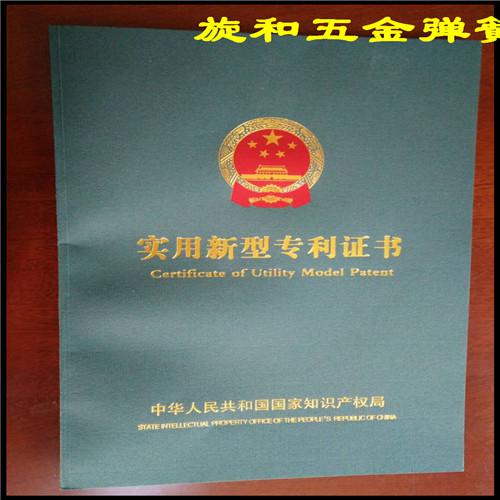 旋和五金弹簧
实用新型专利证书
Certificate of Utility Model Patent
中华人民共和国国家知识产权局
STATE INTELLECTUAL PROPERTY OFFICE OF THE PEOPLE"S REPUBLIC OF CHINA